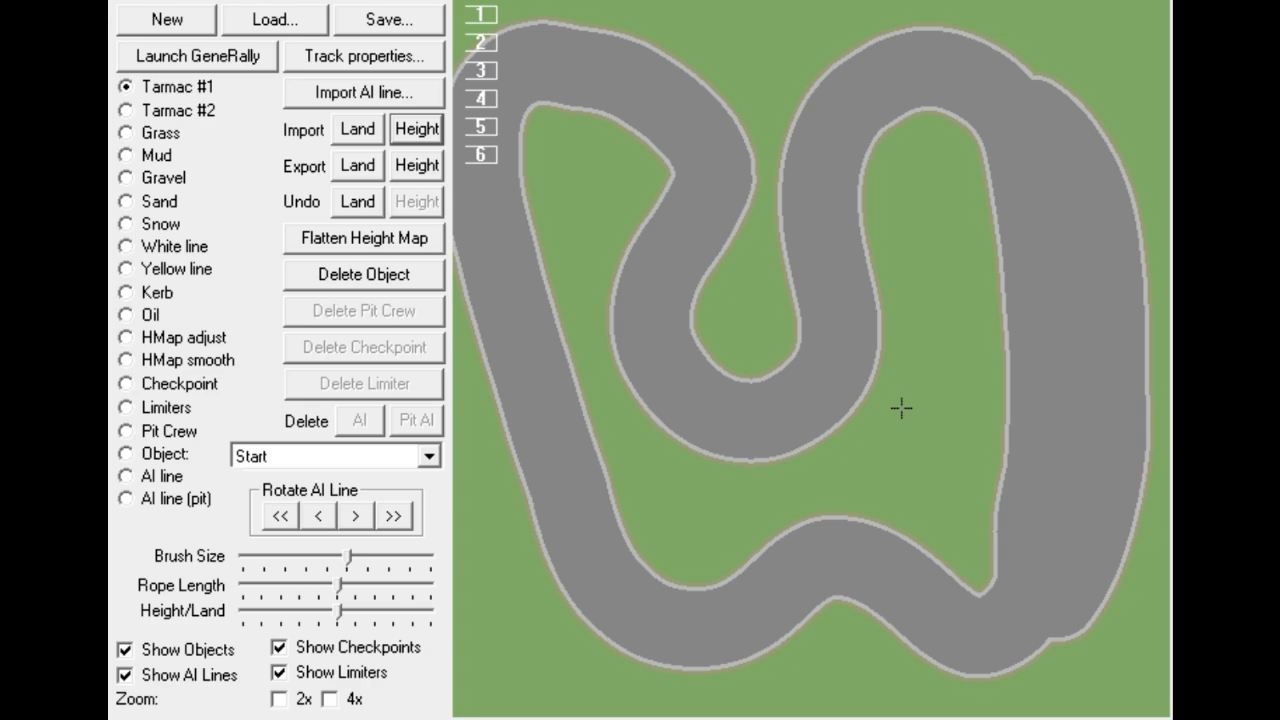 New Load... Save...
Launch GeneRally Track properties...
Tarmac #1 Import AI line...
Tarmac #2
Grass Import Land Height
Mud
Gravel Export Land Height
Sand Undo Land Height
Snow
White line Flatten Height Map
Yellow line Delete Object
Kerb
Oil Delete Pit Crew
HMap adjust
HMap smooth Delete Checkpoint
Checkpoint Delete Limiter
Limiters
Pit Crew Delete AI Pit AI
Object: Start
AI line
AI line (pit) Rotate AI Line
<< < > >>
Brush Size
Rope Length
Height/Land
Show Objects Show Checkpoints
Show AI Lines Show Limiters
Zoom: 2x 4x
1
2
3
4
5
6